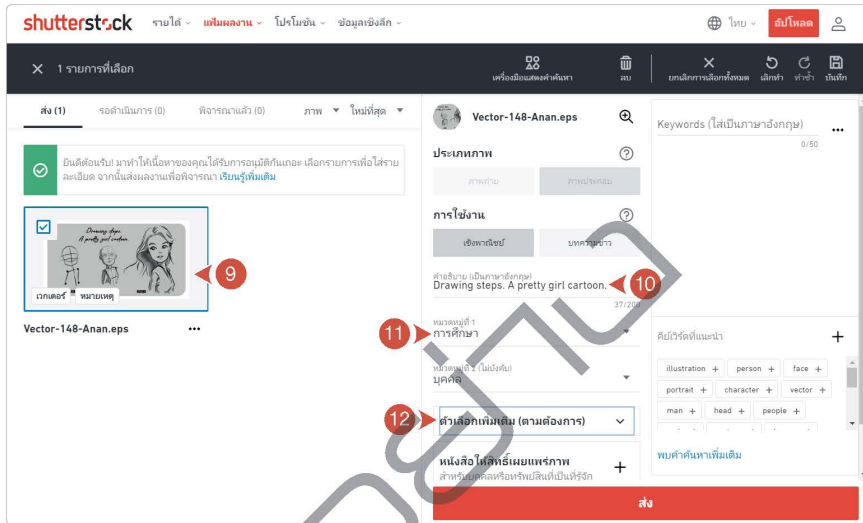 shutterstock รายได้ แฟ้มผลงาน โปรโมชัน ข้อมูลเชิงลึก ไทย อัปโหลด
1 รายการที่เลือก เครื่องมือแสดงคำค้นหา ลบ ยกเลิกการเลือกทั้งหมด เลิกทำ ทำซ้ำ บันทึก
ส่ง (1) รอดำเนินการ (0) พิจารณาแล้ว (0) ภาพ ใหม่ที่สุด
ยินดีต้อนรับ! มาทำให้เนื้อหาของคุณได้รับการอนุมัติกันเถอะ เลือกรายการเพื่อใส่ราย
ละเอียด จากนั้นส่งผลงานเพื่อพิจารณา เรียนรู้เพิ่มเติม
Drawing steps.
A pretty girl cartoon.
9
เวกเตอร์ หมายเหตุ
Vector-148-Anan.eps
Vector-148-Anan.eps
ประเภทภาพ
ภาพถ่าย ภาพประกอบ
การใช้งาน
เชิงพาณิชย์ บทความข่าว
คำอธิบาย (เป็นภาษาอังกฤษ)
Drawing steps. A pretty girl cartoon.
10
37/200
หมวดหมู่ที่ 1
11
การศึกษา
หมวดหมู่ที่ 2 (ไม่บังคับ)
บุคคล
12
ตัวเลือกเพิ่มเติม (ตามต้องการ)
หนังสือให้สิทธิ์เผยแพร่ภาพ
สำหรับบุคคลหรือทรัพย์สินที่เป็นที่รู้จัก
Keywords (ใส่เป็นภาษาอังกฤษ)
0/50
คีย์เวิร์ดที่แนะนำ
illustration + person + face +
portrait + character + vector +
man + head + people +
พบคำค้นหาเพิ่มเติม
ส่ง